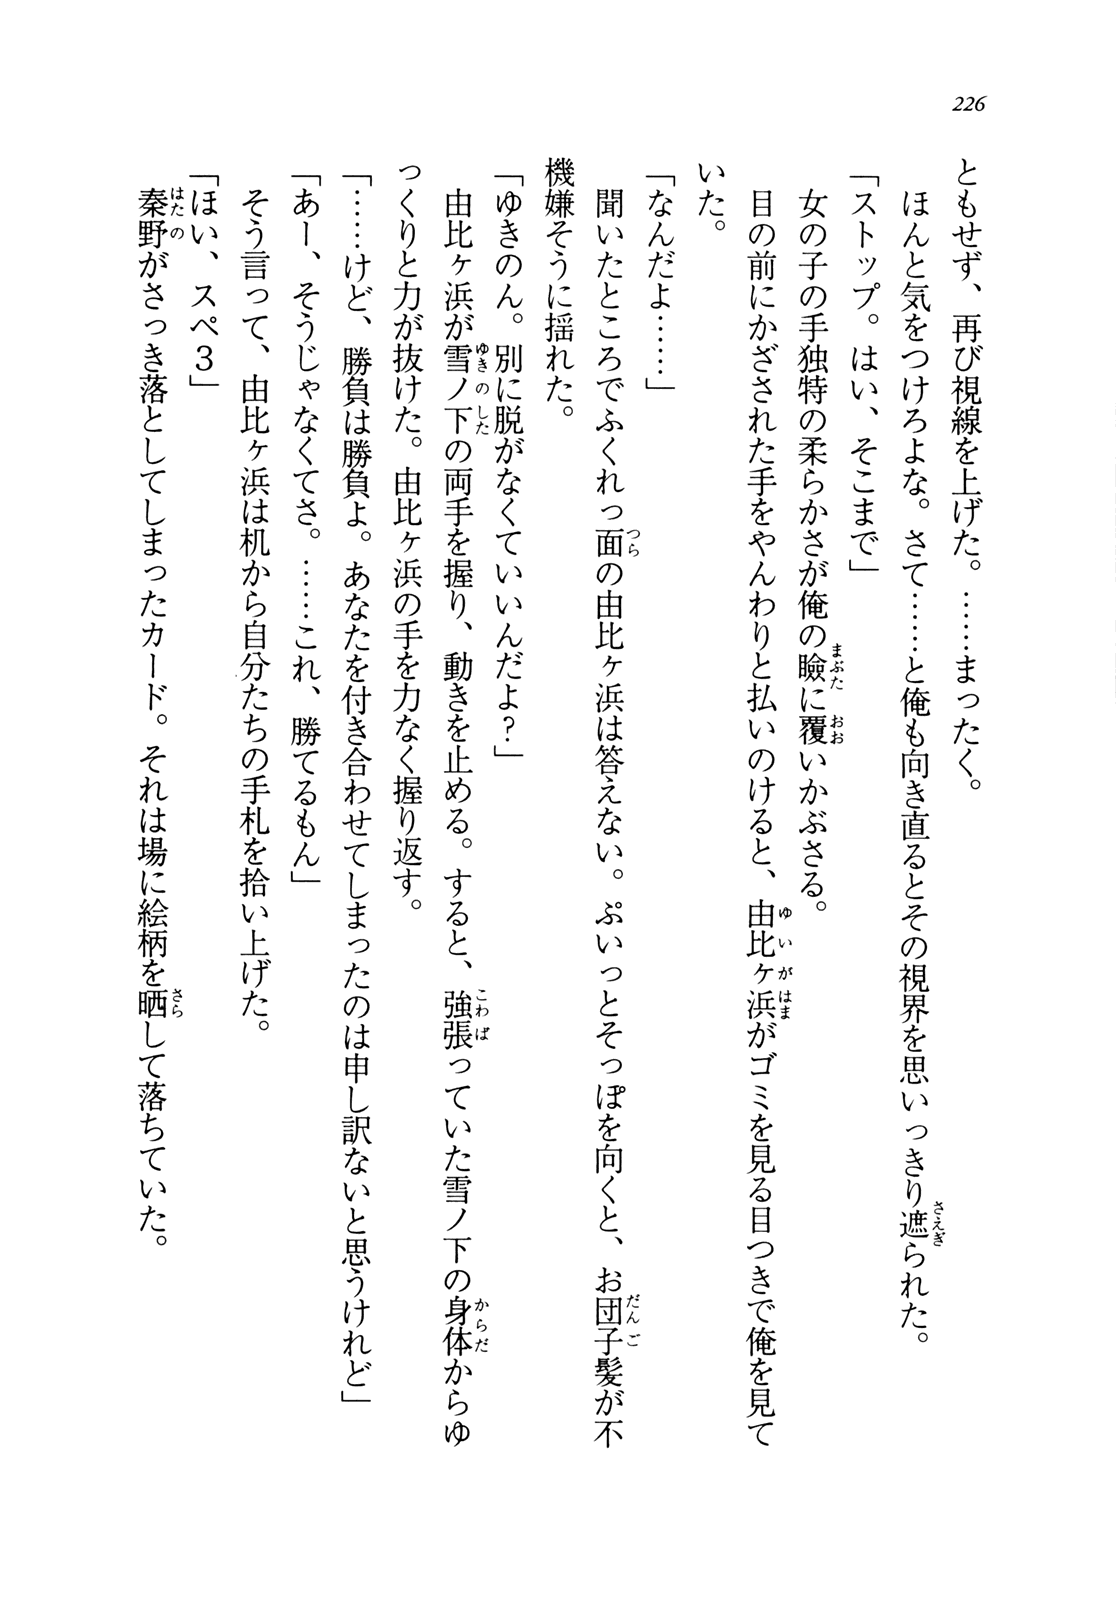 226
ともせず、再び視線を上げた。……まったく。
ほんと気をつけろよな。さて……と俺も向き直るとその視界を思いっきり遮られた。
「ストップ。はい、そこまで」
女の子の手独特の柔らかさが俺の瞼に覆いかぶさる。
目の前にかざされた手をやんわりと払いのけると、由比ヶ浜がゴミを見る目つきで俺を見て
いた。
「なんだよ……」
聞いたところでふくれっ面の由比ヶ浜は答えない。ぷいっとそっぽを向くと、お団子髪が不
機嫌そうに揺れた。
「ゆきのん。別に脱がなくていいんだよ?」
由比ヶ浜が雪ノ下の両手を握り、動きを止める。すると、強張っていた雪ノ下の身体からゆ
っくりと力が抜けた。由比ヶ浜の手を力なく握り返す。
「……けど、勝負は勝負よ。あなたを付き合わせてしまったのは申し訳ないと思うけれど」
「あー、そうじゃなくてさ。……これ、勝てるもん」
そう言って、由比ヶ浜は机から自分たちの手札を拾い上げた。
「ほい、スペ3」
秦野がさっき落としてしまったカード。それは場に絵柄を晒して落ちていた。